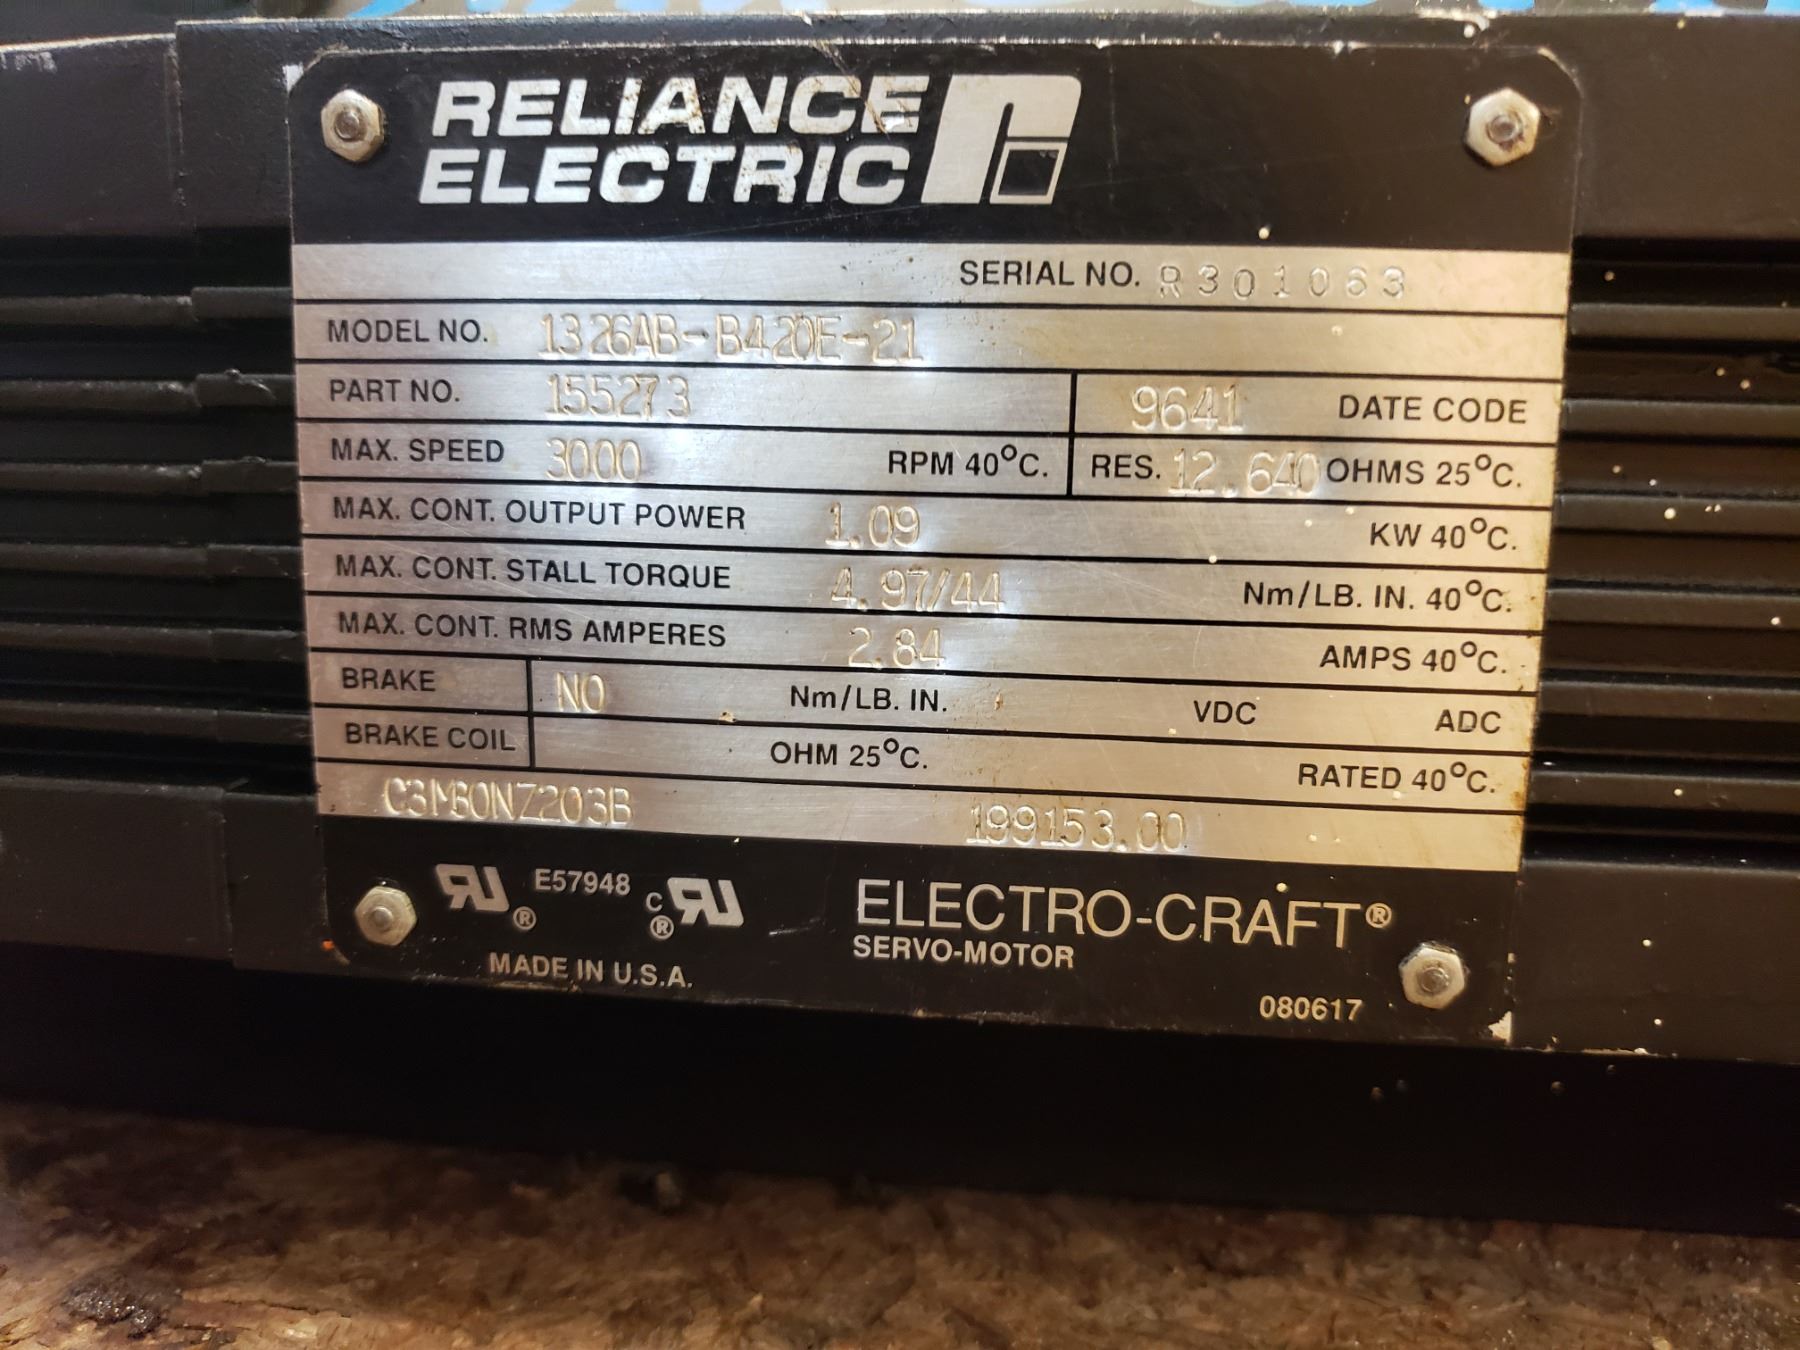 RELIANCE
ELECTRIC
SERIAL NO. R301063
MODEL NO. 1326AB-B420E-21
PART NO. 155273 9641 DATE CODE
MAX. SPEED 3000 RPM 40°C. RES. 12.640 OHMS 25°C.
MAX. CONT. OUTPUT POWER 1.09 KW 40°C.
MAX. CONT. STALL TORQUE 4.97/44 Nm/LB. IN. 40°C.
MAX. CONT. RMS AMPERES 2.84 AMPS 40°C.
BRAKE NO Nm/LB. IN. VDC ADC
BRAKE COIL OHM 25°C. RATED 40°C.
199153.00
E57948
ELECTRO-CRAFT®
SERVO-MOTOR
MADE IN U.S.A.
080617